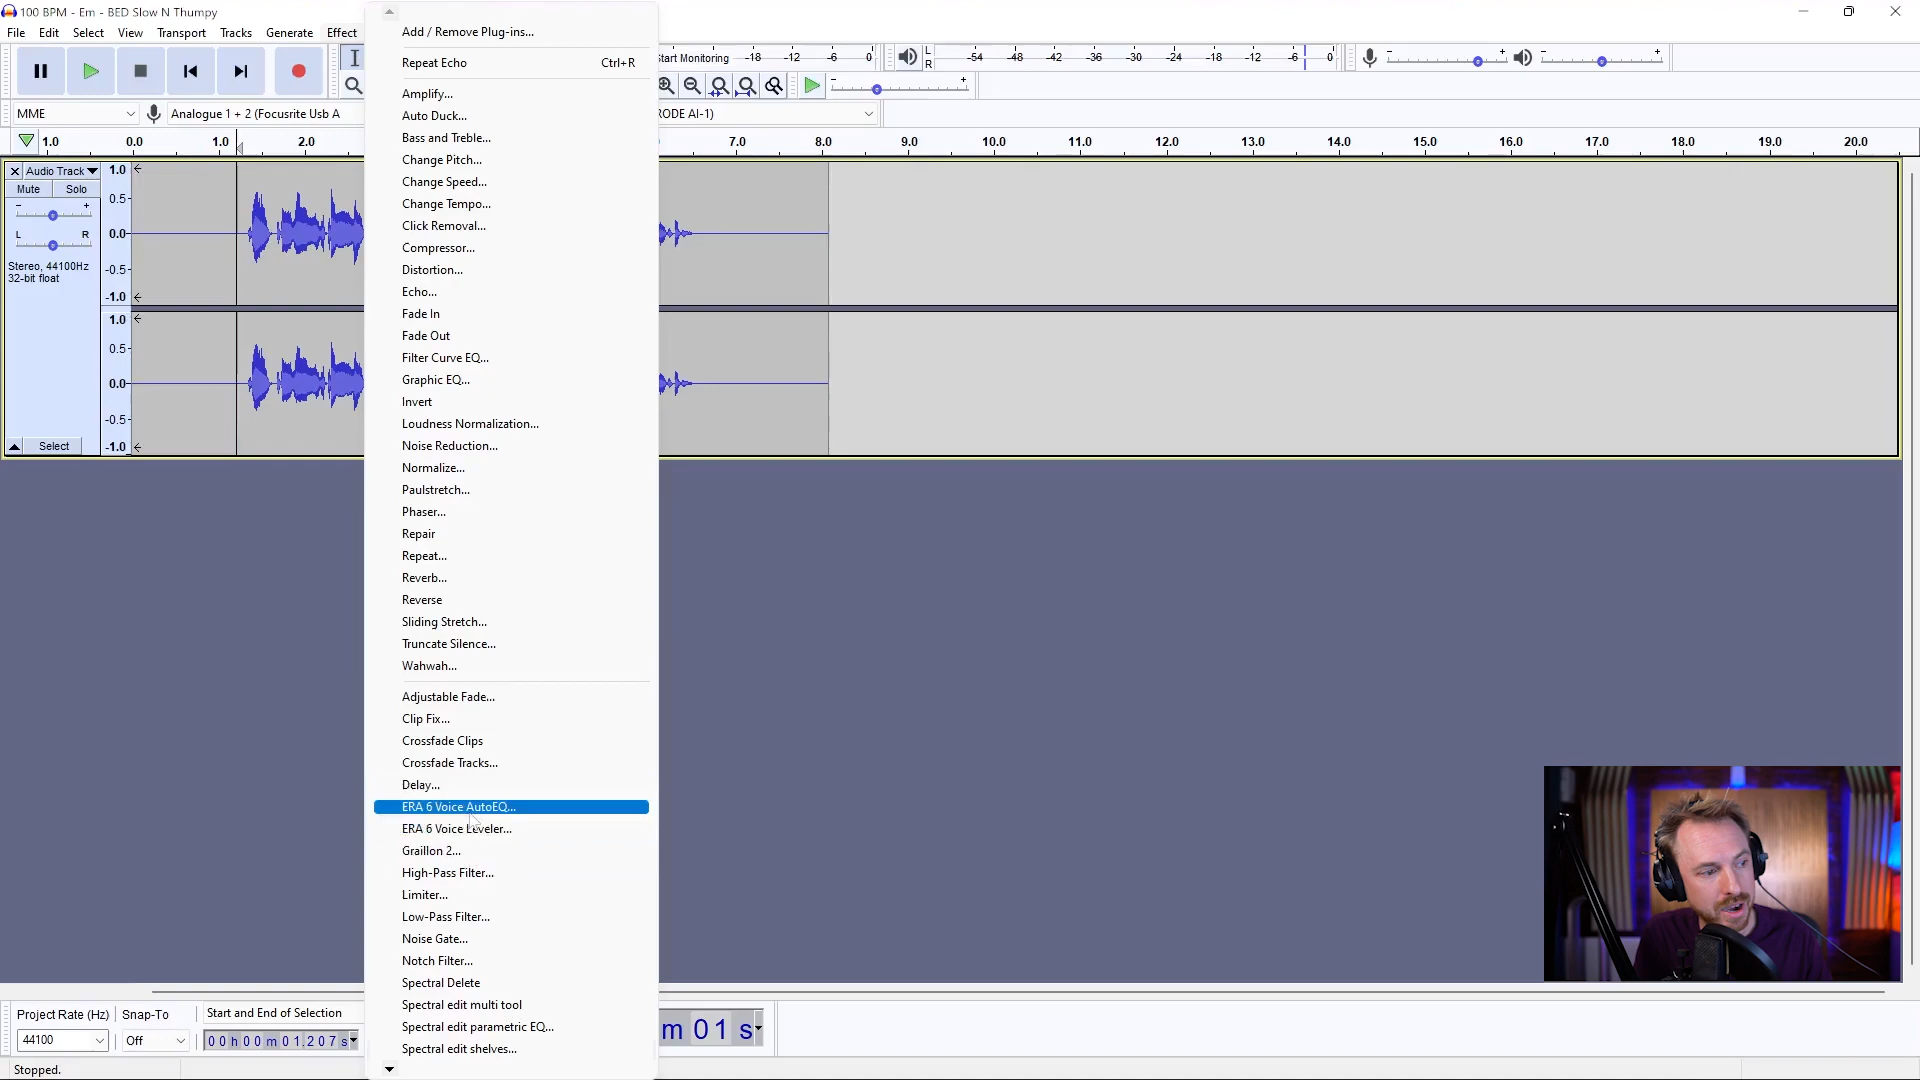 100 BPM - Em - BED Slow N Thumpy
File Edit Select View Transport Tracks Generate Effect
Start Monitoring -18 -12 -6 0
L R -54 -48 -42 -36 -30 -24 -18 -12 -6 0
MME Analogue 1 + 2 (Focusrite Usb A RODE AI-1)
1.0 0.0 1.0 2.0 7.0 8.0 9.0 10.0 11.0 12.0 13.0 14.0 15.0 16.0 17.0 18.0 19.0 20.0
Audio Track
Mute Solo
- +
L R
Stereo, 44100Hz
32-bit float
Select
1.0
0.5
0.0
-0.5
-1.0
1.0
0.5
0.0
-0.5
-1.0
Add / Remove Plug-ins...
Repeat Echo Ctrl+R
Amplify...
Auto Duck...
Bass and Treble...
Change Pitch...
Change Speed...
Change Tempo...
Click Removal...
Compressor...
Distortion...
Echo...
Fade In
Fade Out
Filter Curve EQ...
Graphic EQ...
Invert
Loudness Normalization...
Noise Reduction...
Normalize...
Paulstretch...
Phaser...
Repair
Repeat...
Reverb...
Reverse
Sliding Stretch...
Truncate Silence...
Wahwah...
Adjustable Fade...
Clip Fix...
Crossfade Clips
Crossfade Tracks...
Delay...
ERA 6 Voice AutoEQ...
ERA 6 Voice Leveler...
Graillon 2...
High-Pass Filter...
Limiter...
Low-Pass Filter...
Noise Gate...
Notch Filter...
Spectral Delete
Spectral edit multi tool
Spectral edit parametric EQ...
Spectral edit shelves...
Project Rate (Hz) Snap-To Start and End of Selection
44100 Off 00h00m01.207s m 01 s
Stopped.